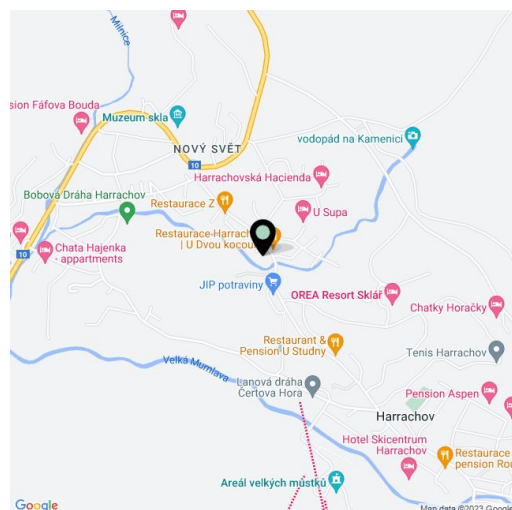 Milnice
sion Fáfova Bouda
Muzeum skla
NOVÝ SVĚT
vodopád na Kamenici
10
Harrachovská Hacienda
Bobová Dráha Harrachov
Restaurace Z
U Supa
Restaurace Harrach
| U Dvou kocou
10
Chata Hajenka
- appartments
JIP potraviny
OREA Resort Sklář
Chatky Horačky
Restaurant &
Pension U Studny
Tenis Harrachov
Velká Mumlava
Lanová dráha
Čertova Hora
Pension Aspen
Harrachov
Hotel Skicentrum
Harrachov
Restaurace
pension Rou
Areál velkých můstků
Google
Map data ©2023 Google